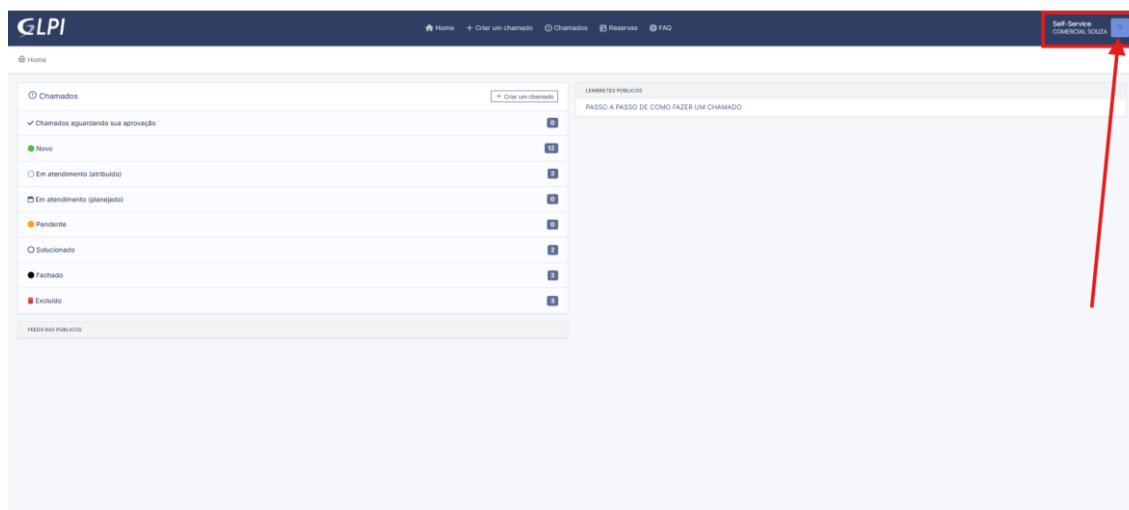 GLPI
Home + Criar um chamado Chamados Reservas FAQ
Self-Service
COMERCIAL SOUZA
Home
Chamados
+ Criar um chamado
Chamados aguardando sua aprovação 0
Novo 12
Em atendimento (atribuído) 2
Em atendimento (planejado) 0
Pendente 0
Solucionado 2
Fechado 2
Excluído 3
FEEDS RSS PÚBLICOS
LEMBRETES PÚBLICOS
PASSO A PASSO DE COMO FAZER UM CHAMADO